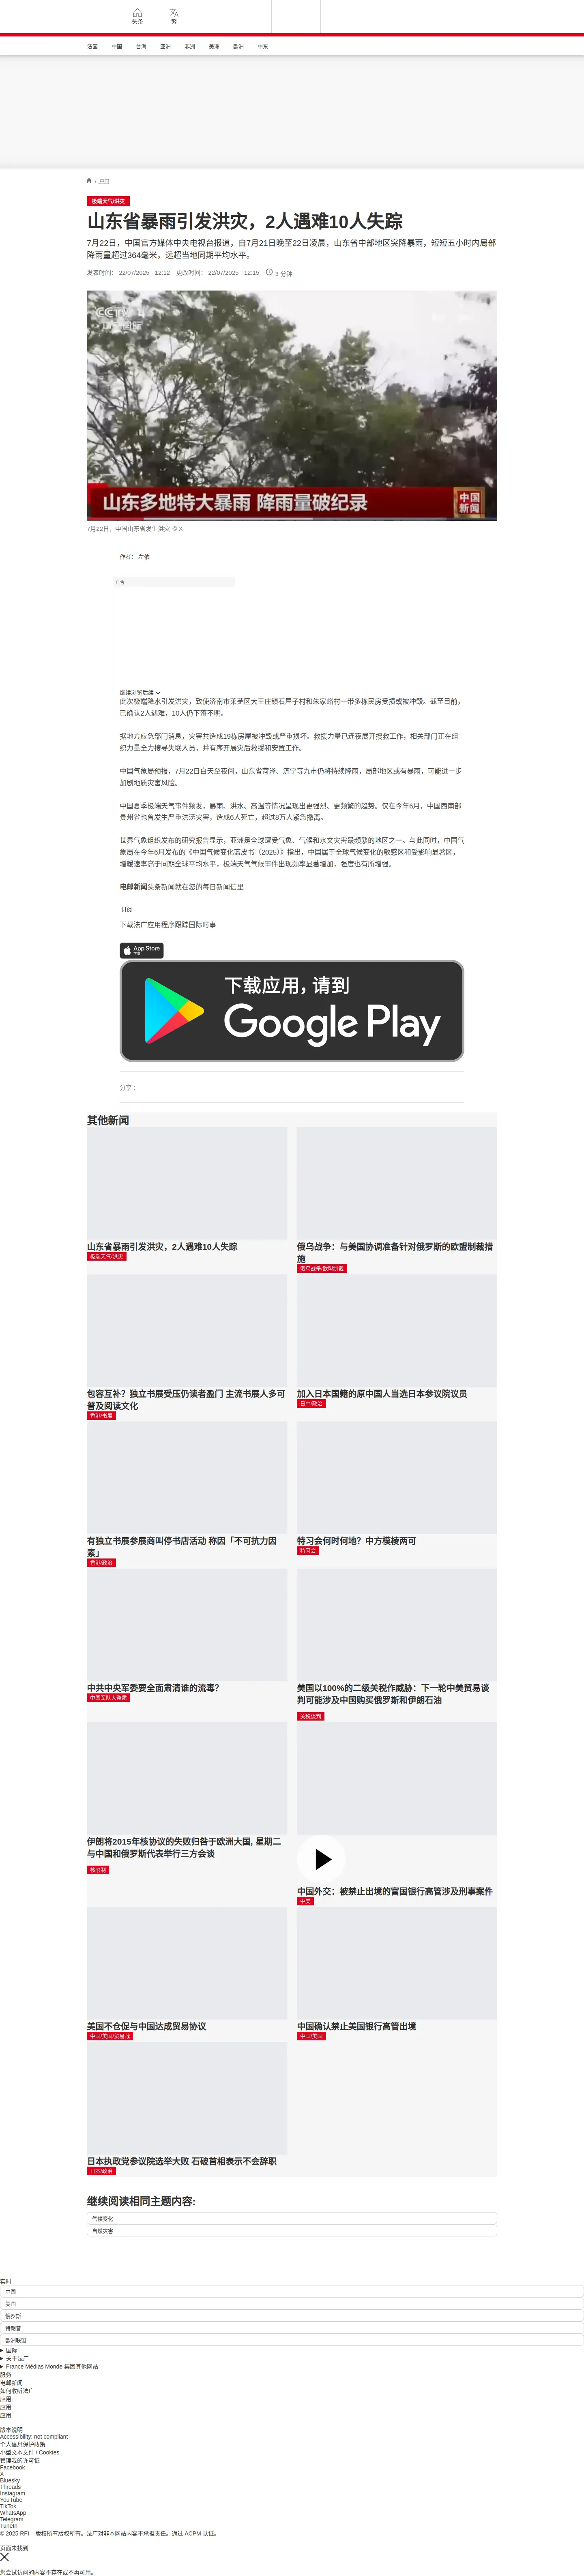 头条
繁
法国
中国
台海
亚洲
非洲
美洲
欧洲
中东
/ 中国
极端天气/洪灾
山东省暴雨引发洪灾，2人遇难10人失踪
7月22日，中国官方媒体中央电视台报道，自7月21日晚至22日凌晨，山东省中部地区突降暴雨，短短五小时内局部
降雨量超过364毫米，远超当地同期平均水平。
发表时间： 22/07/2025 - 12:12 更改时间： 22/07/2025 - 12:15 3 分钟
CCTV 4
山东多地特大暴雨 降雨量破纪录
中国
新闻
7月22日，中国山东省发生洪灾 © X
作者： 左依
广告
继续浏览后续
此次极端降水引发洪灾，致使济南市莱芜区大王庄镇石屋子村和朱家峪村一带多栋民房受损或被冲毁。截至目前，
已确认2人遇难，10人仍下落不明。
据地方应急部门消息，灾害共造成19栋房屋被冲毁或严重损坏。救援力量已连夜展开搜救工作，相关部门正在组
织力量全力搜寻失联人员，并有序开展灾后救援和安置工作。
中国气象局预报，7月22日白天至夜间，山东省菏泽、济宁等九市仍将持续降雨，局部地区或有暴雨，可能进一步
加剧地质灾害风险。
中国夏季极端天气事件频发，暴雨、洪水、高温等情况呈现出更强烈、更频繁的趋势。仅在今年6月，中国西南部
贵州省也曾发生严重洪涝灾害，造成6人死亡，超过8万人紧急撤离。
世界气象组织发布的研究报告显示，亚洲是全球遭受气象、气候和水文灾害最频繁的地区之一。与此同时，中国气
象局在今年6月发布的《中国气候变化蓝皮书（2025）》指出，中国属于全球气候变化的敏感区和受影响显著区，
增暖速率高于同期全球平均水平，极端天气气候事件出现频率显著增加，强度也有所增强。
电邮新闻头条新闻就在您的每日新闻信里
订阅
下载法广应用程序跟踪国际时事
App Store
下载
下载应用，请到
Google Play
分享 :
其他新闻
山东省暴雨引发洪灾，2人遇难10人失踪
极端天气/洪灾
俄乌战争：与美国协调准备针对俄罗斯的欧盟制裁措
施
俄乌战争/欧盟制裁
包容互补？独立书展受压仍读者盈门 主流书展人多可
普及阅读文化
香港/书展
加入日本国籍的原中国人当选日本参议院议员
日中/政治
有独立书展参展商叫停书店活动 称因「不可抗力因
素」
香港/政治
特习会何时何地？中方模棱两可
特习会
中共中央军委要全面肃清谁的流毒？
中国军队大整肃
美国以100%的二级关税作威胁：下一轮中美贸易谈
判可能涉及中国购买俄罗斯和伊朗石油
关税谈判
伊朗将2015年核协议的失败归咎于欧洲大国, 星期二
与中国和俄罗斯代表举行三方会谈
核限制
中国外交：被禁止出境的富国银行高管涉及刑事案件
中美
美国不仓促与中国达成贸易协议
中国/美国/贸易战
中国确认禁止美国银行高管出境
中国/美国
日本执政党参议院选举大败 石破首相表示不会辞职
日本/政治
继续阅读相同主题内容:
气候变化
自然灾害
实时
中国
美国
俄罗斯
特朗普
欧洲联盟
国际
关于法广
France Médias Monde 集团其他网站
服务
电邮新闻
如何收听法广
应用
应用
应用
版本说明
Accessibility: not compliant
个人信息保护政策
小型文本文件 / Cookies
管理我的许可证
Facebook
X
Bluesky
Threads
Instagram
YouTube
TikTok
WhatsApp
Telegram
TuneIn
© 2025 RFI – 版权所有版权所有。法广对非本网站内容不承担责任。通过 ACPM 认证。
页面未找到
您尝试访问的内容不存在或不再可用。